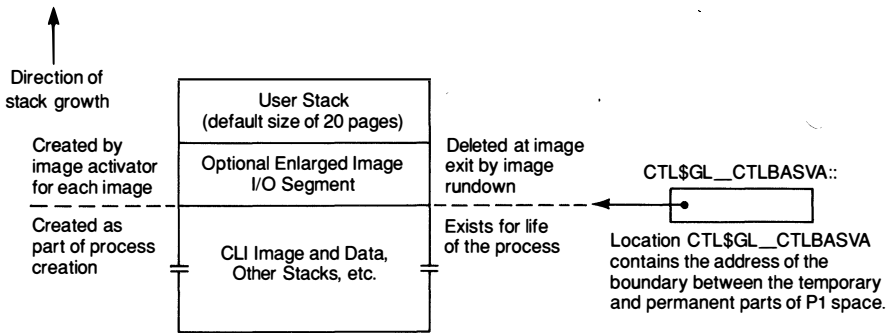 Direction of
stack growth
User Stack
(default size of 20 pages)
Created by
image activator
for each image
Optional Enlarged Image
I/O Segment
Deleted at image
exit by image
rundown
CTL$GL__CTLBASVA::
Created as
part of process
creation
CLI Image and Data,
Other Stacks, etc.
Exists for life
of the process
Location CTL$GL__CTLBASVA
contains the address of the
boundary between the temporary
and permanent parts of P1 space.